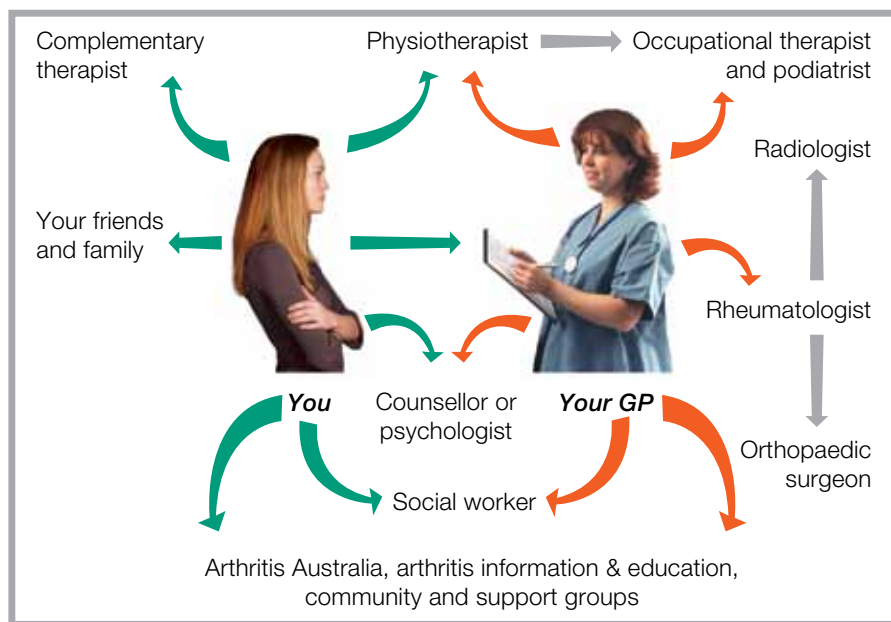 Complementary
therapist
Physiotherapist
Occupational therapist
and podiatrist
Radiologist
Your friends
and family
Rheumatologist
You
Counsellor or
psychologist
Your GP
Orthopaedic
surgeon
Social worker
Arthritis Australia, arthritis information & education,
community and support groups